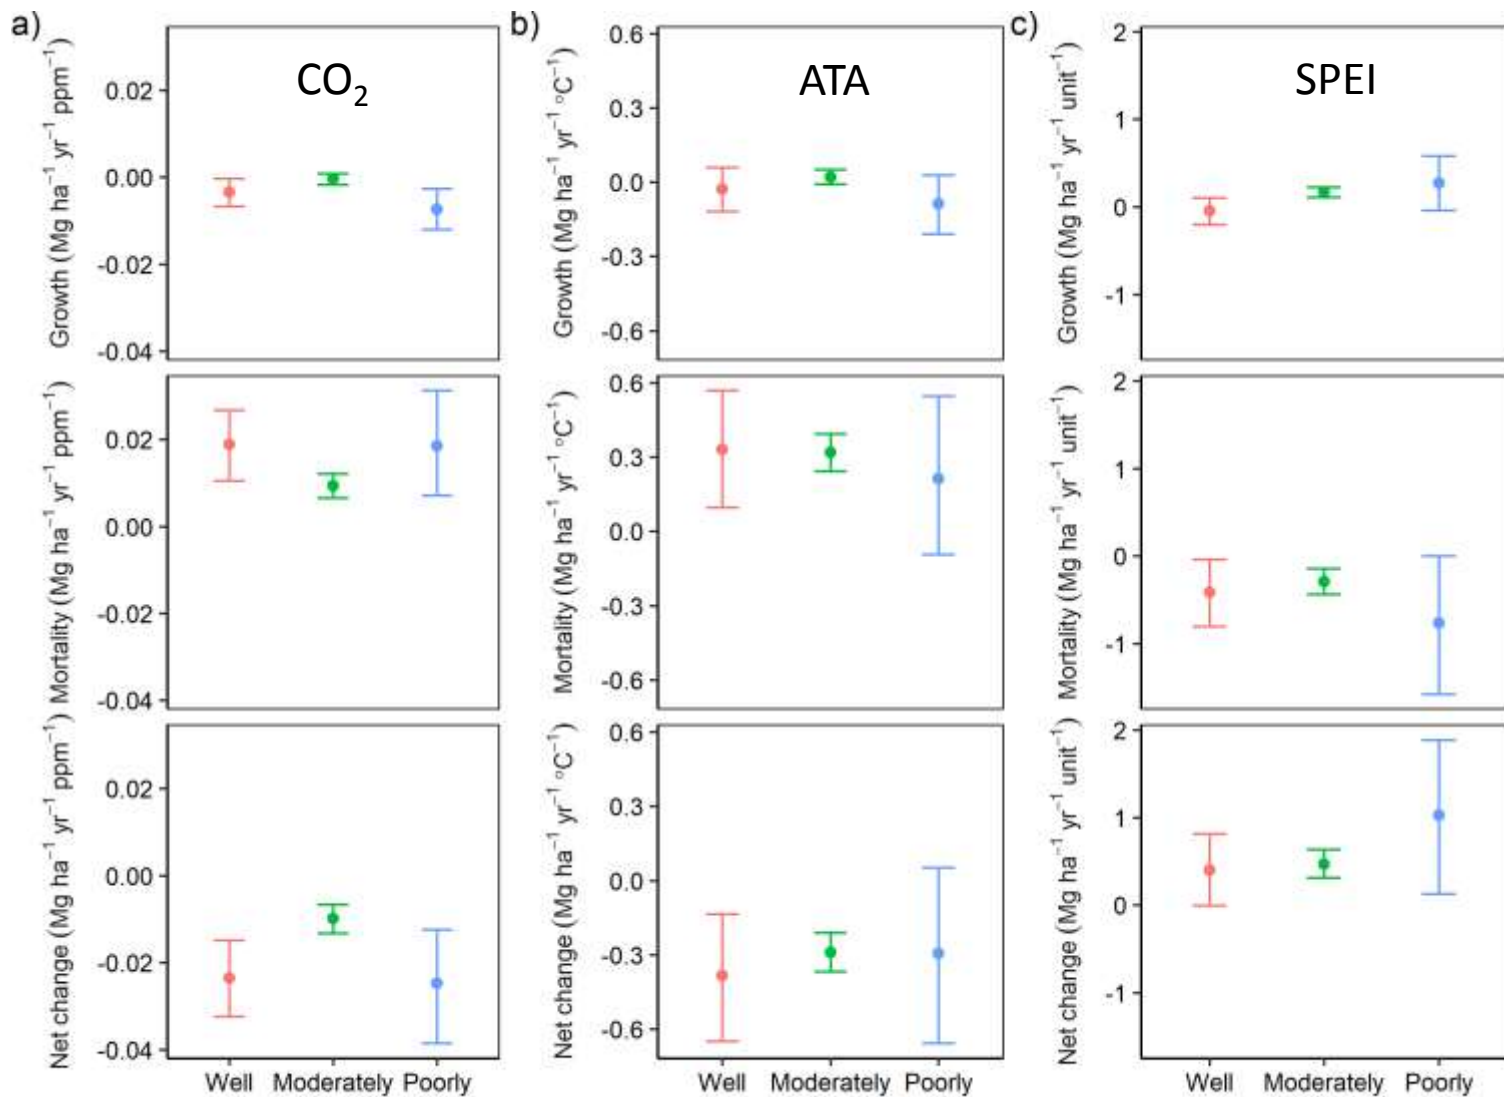 a)
CO₂
Growth (Mg ha⁻¹ yr⁻¹ ppm⁻¹)
0.02
0.00
-0.02
-0.04
b)
ATA
Growth (Mg ha⁻¹ yr⁻¹ °C⁻¹)
0.6
0.3
0.0
-0.3
-0.6
c)
SPEI
Growth (Mg ha⁻¹ yr⁻¹ unit⁻¹)
2
1
0
-1
Mortality (Mg ha⁻¹ yr⁻¹ ppm⁻¹)
0.02
0.00
-0.02
-0.04
Mortality (Mg ha⁻¹ yr⁻¹ °C⁻¹)
0.6
0.3
0.0
-0.3
-0.6
Mortality (Mg ha⁻¹ yr⁻¹ unit⁻¹)
2
1
0
-1
Net change (Mg ha⁻¹ yr⁻¹ ppm⁻¹)
0.02
0.00
-0.02
-0.04
Well Moderately Poorly
Net change (Mg ha⁻¹ yr⁻¹ °C⁻¹)
0.6
0.3
0.0
-0.3
-0.6
Well Moderately Poorly
Net change (Mg ha⁻¹ yr⁻¹ unit⁻¹)
2
1
0
-1
Well Moderately Poorly